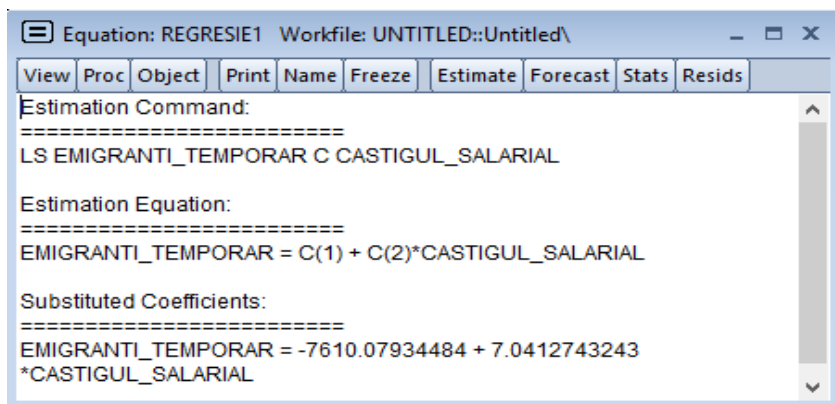 Equation: REGRESIE1 Workfile: UNTITLED::Untitled\
View Proc Object Print Name Freeze Estimate Forecast Stats Resids
Estimation Command:
=========================
LS EMIGRANTI_TEMPORAR C CASTIGUL_SALARIAL
Estimation Equation:
=========================
EMIGRANTI_TEMPORAR = C(1) + C(2)*CASTIGUL_SALARIAL
Substituted Coefficients:
=========================
EMIGRANTI_TEMPORAR = -7610.07934484 + 7.0412743243
*CASTIGUL_SALARIAL